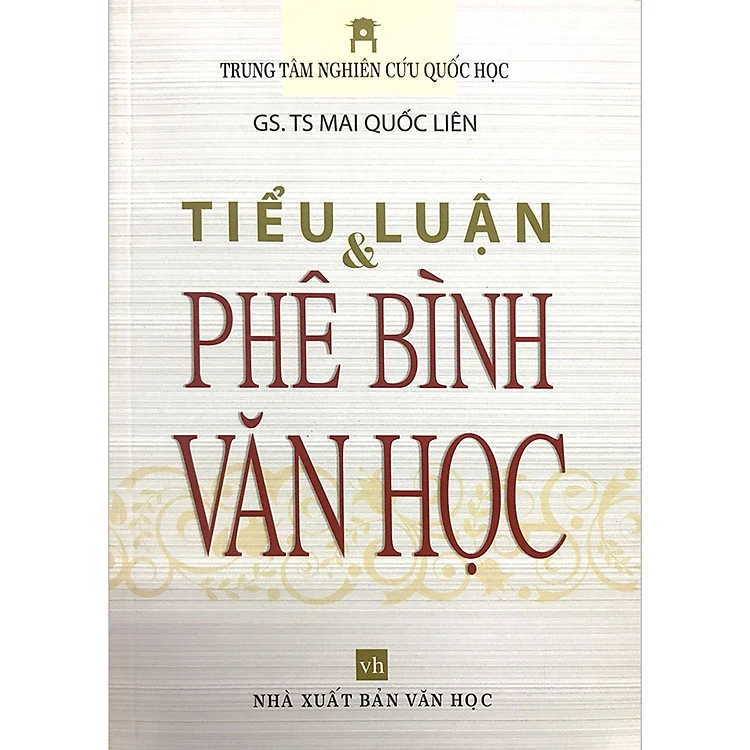 TRUNG TÂM NGHIÊN CỨU QUỐC HỌC
GS. TS MAI QUỐC LIÊN
TIỂU LUẬN
&
PHÊ BÌNH
VĂN HỌC
vh
NHÀ XUẤT BẢN VĂN HỌC